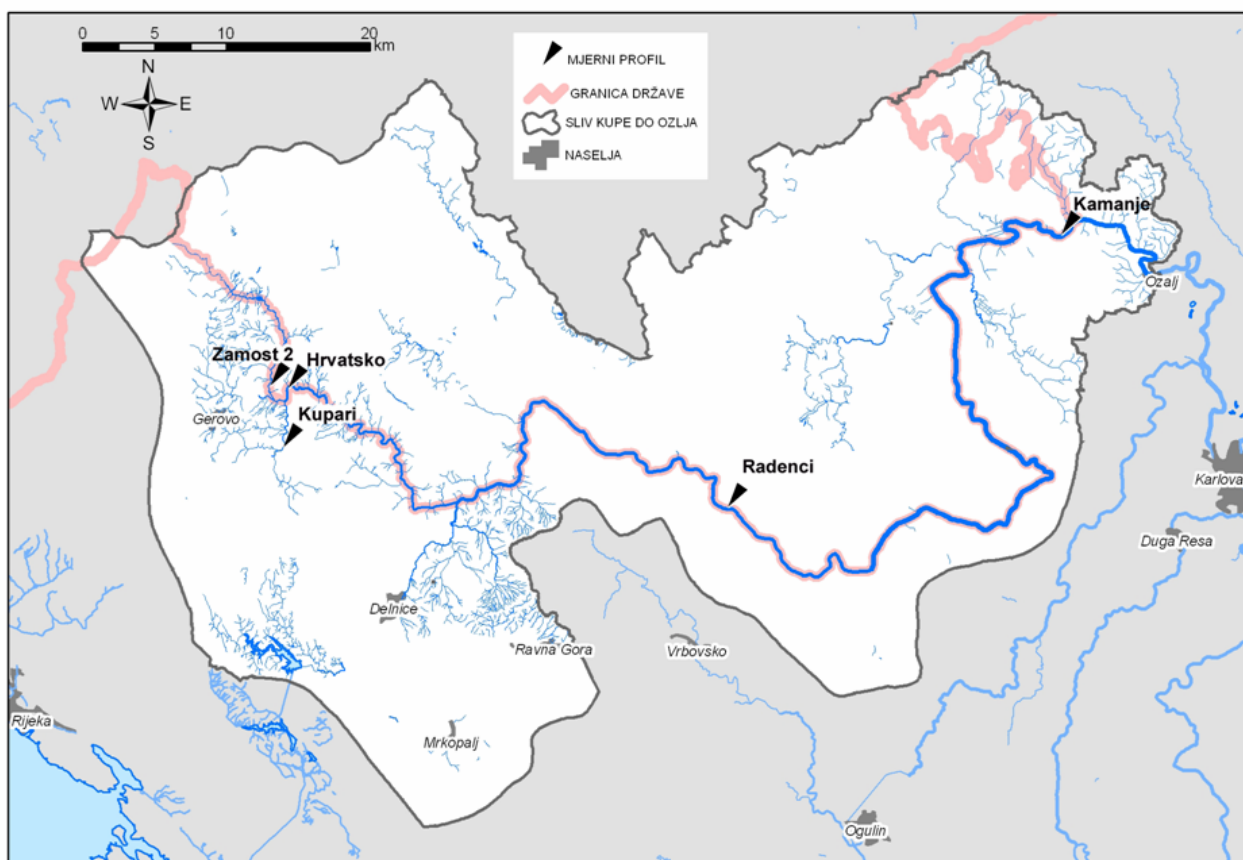 0 5 10 20
km
N
W E
S
MJERNI PROFIL
GRANICA DRŽAVE
SLIV KUPE DO OZLJA
NASELJA
Kamanje
Ozalj
Zamost 2
Hrvatsko
Gerovo
Kupari
Radenci
Karlova
Duga Resa
Delnice
Ravna Gora
Vrbovsko
Rijeka
Mrkopalj
Ogulin